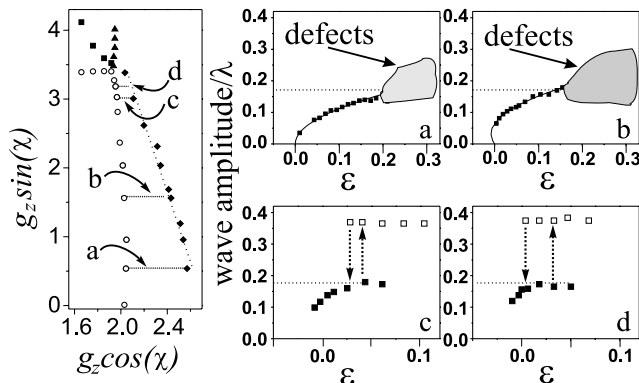 4
3
2
1
0
1.6 2.0 2.4
d
c
b
a
g_z sin(χ)
g_z cos(χ)
wave amplitude/λ
0.4
0.3
0.2
0.1
0.0
defects
a
0.0 0.1 0.2 0.3
ε
0.4
0.3
0.2
0.1
0.0
defects
b
0.0 0.1 0.2 0.3
ε
0.4
0.3
0.2
0.1
0.0
c
0.0 0.1
ε
0.4
0.3
0.2
0.1
0.0
d
0.0 0.1
ε